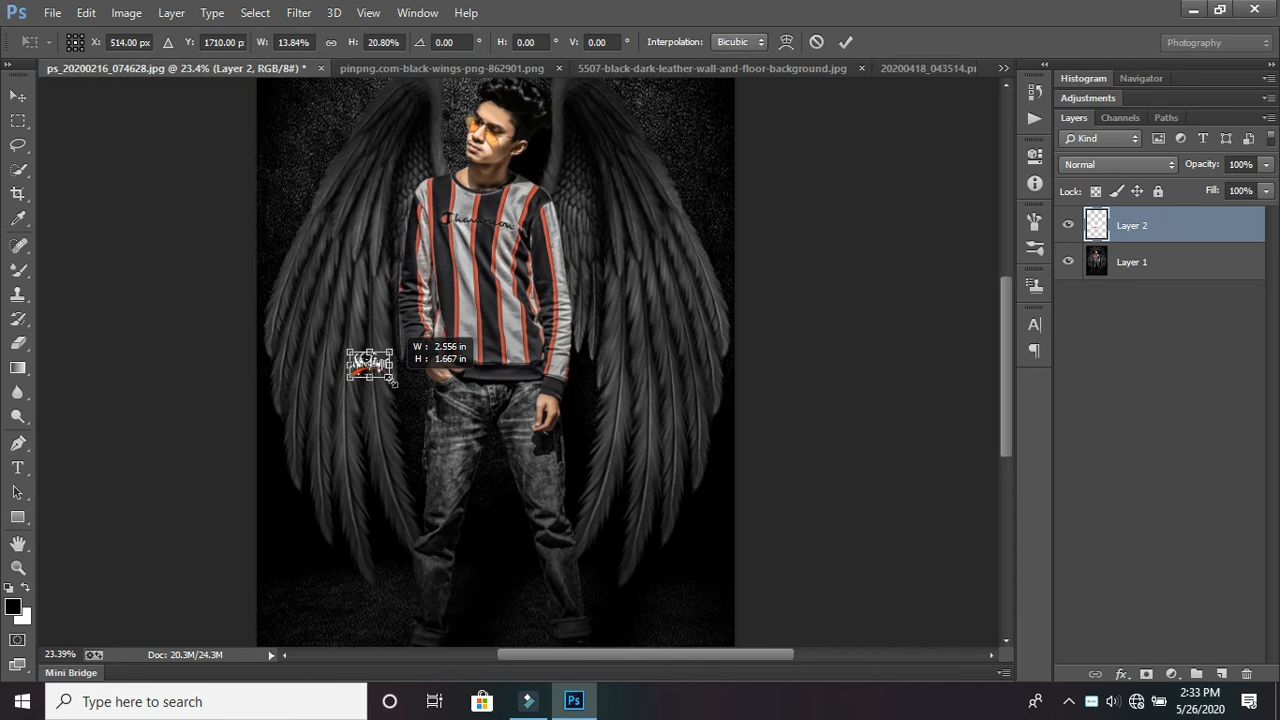 Ps File Edit Image Layer Type Select Filter 3D View Window Help
X: 514.00 px Y: 1710.00 p W: 13.84% H: 20.80% 0.00 ° H: 0.00 ° V: 0.00 ° Interpolation: Bicubic Photography
ps_20200216_074628.jpg @ 23.4% (Layer 2, RGB/8#) * × pinpng.com-black-wings-png-862901.png × 5507-black-dark-leather-wall-and-floor-background.jpg × 20200418_043514.pr
Histogram Navigator
Adjustments
Layers Channels Paths
Kind
Normal Opacity: 100%
Lock: Fill: 100%
Layer 2
Layer 1
Champion
W : 2.556 in
H : 1.667 in
23.39% Doc: 20.3M/24.3M
Mini Bridge
Type here to search
Ps
2:33 PM
5/26/2020